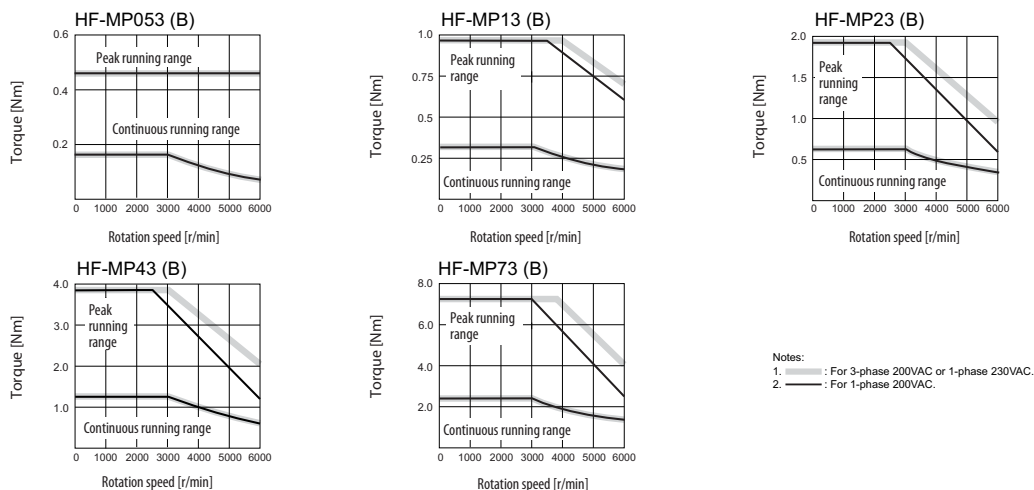 HF-MP053 (B)
Torque [Nm]
0.6
0.4
0.2
Peak running range
Continuous running range
0 1000 2000 3000 4000 5000 6000
Rotation speed [r/min]
HF-MP13 (B)
Torque [Nm]
1.0
0.75
0.5
0.25
Peak running
range
Continuous running range
0 1000 2000 3000 4000 5000 6000
Rotation speed [r/min]
HF-MP23 (B)
Torque [Nm]
2.0
1.5
1.0
0.5
Peak
running
range
Continuous running range
0 1000 2000 3000 4000 5000 6000
Rotation speed [r/min]
HF-MP43 (B)
Torque [Nm]
4.0
3.0
2.0
1.0
Peak
running
range
Continuous running range
0 1000 2000 3000 4000 5000 6000
Rotation speed [r/min]
HF-MP73 (B)
Torque [Nm]
8.0
6.0
4.0
2.0
Peak running
range
Continuous running range
0 1000 2000 3000 4000 5000 6000
Rotation speed [r/min]
Notes:
1. : For 3-phase 200VAC or 1-phase 230VAC.
2. : For 1-phase 200VAC.